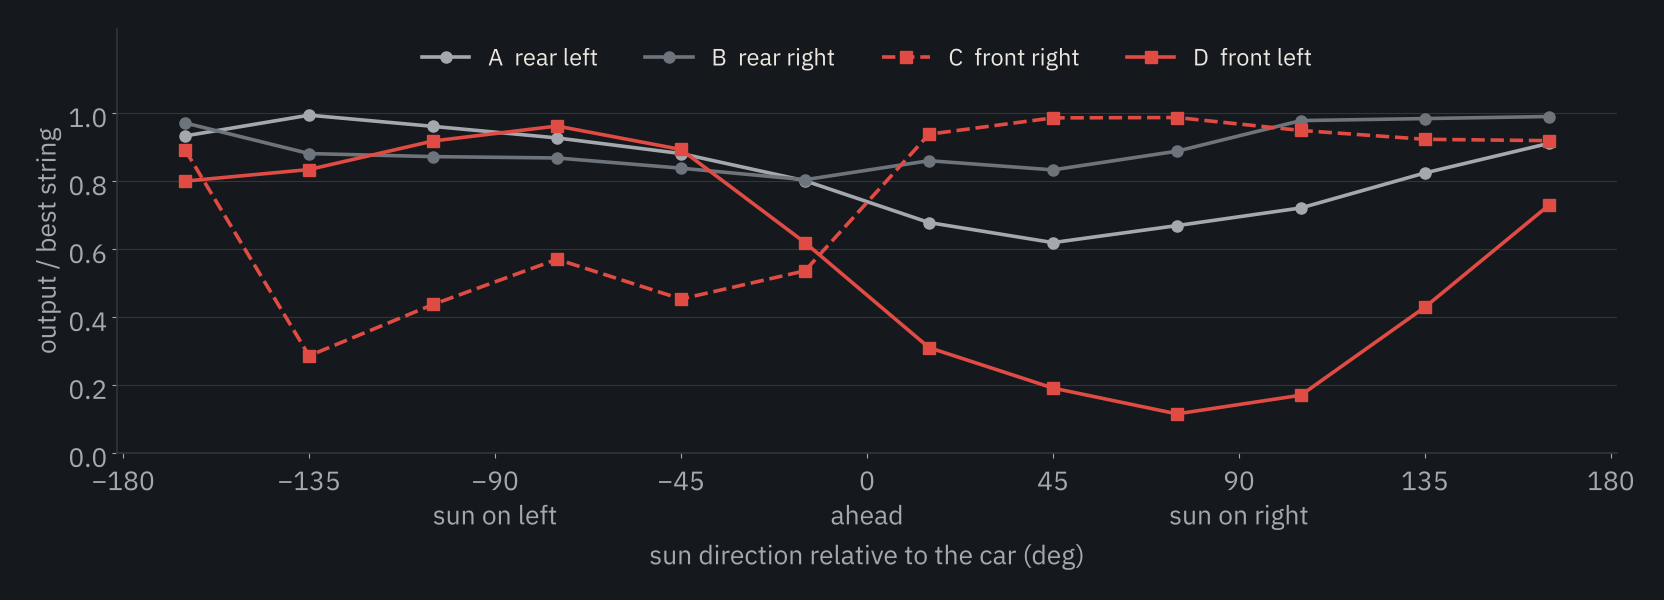 A rear left B rear right C front right D front left
output / best string
1.0
0.8
0.6
0.4
0.2
0.0
−180 −135 −90 −45 0 45 90 135 180
sun on left ahead sun on right
sun direction relative to the car (deg)